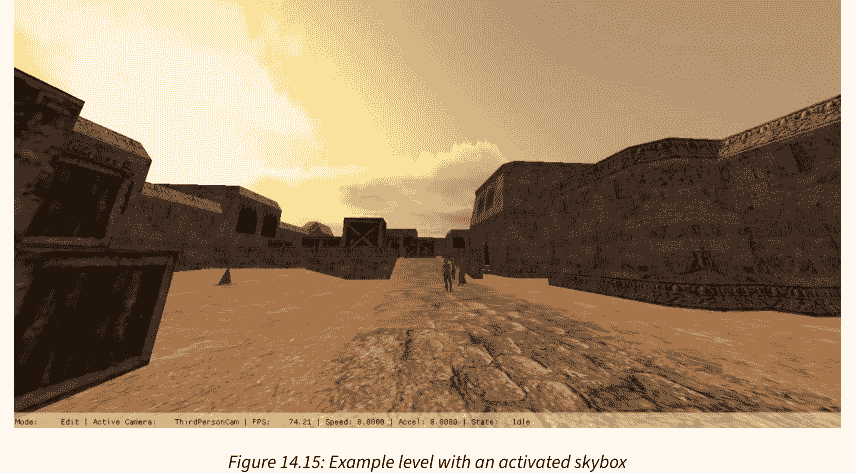 Mode: Edit | Active Camera: ThirdPersonCam | FPS: 74.21 | Speed: 0.0000 | Accel: 0.0000 | State: Idle
Figure 14.15: Example level with an activated skybox